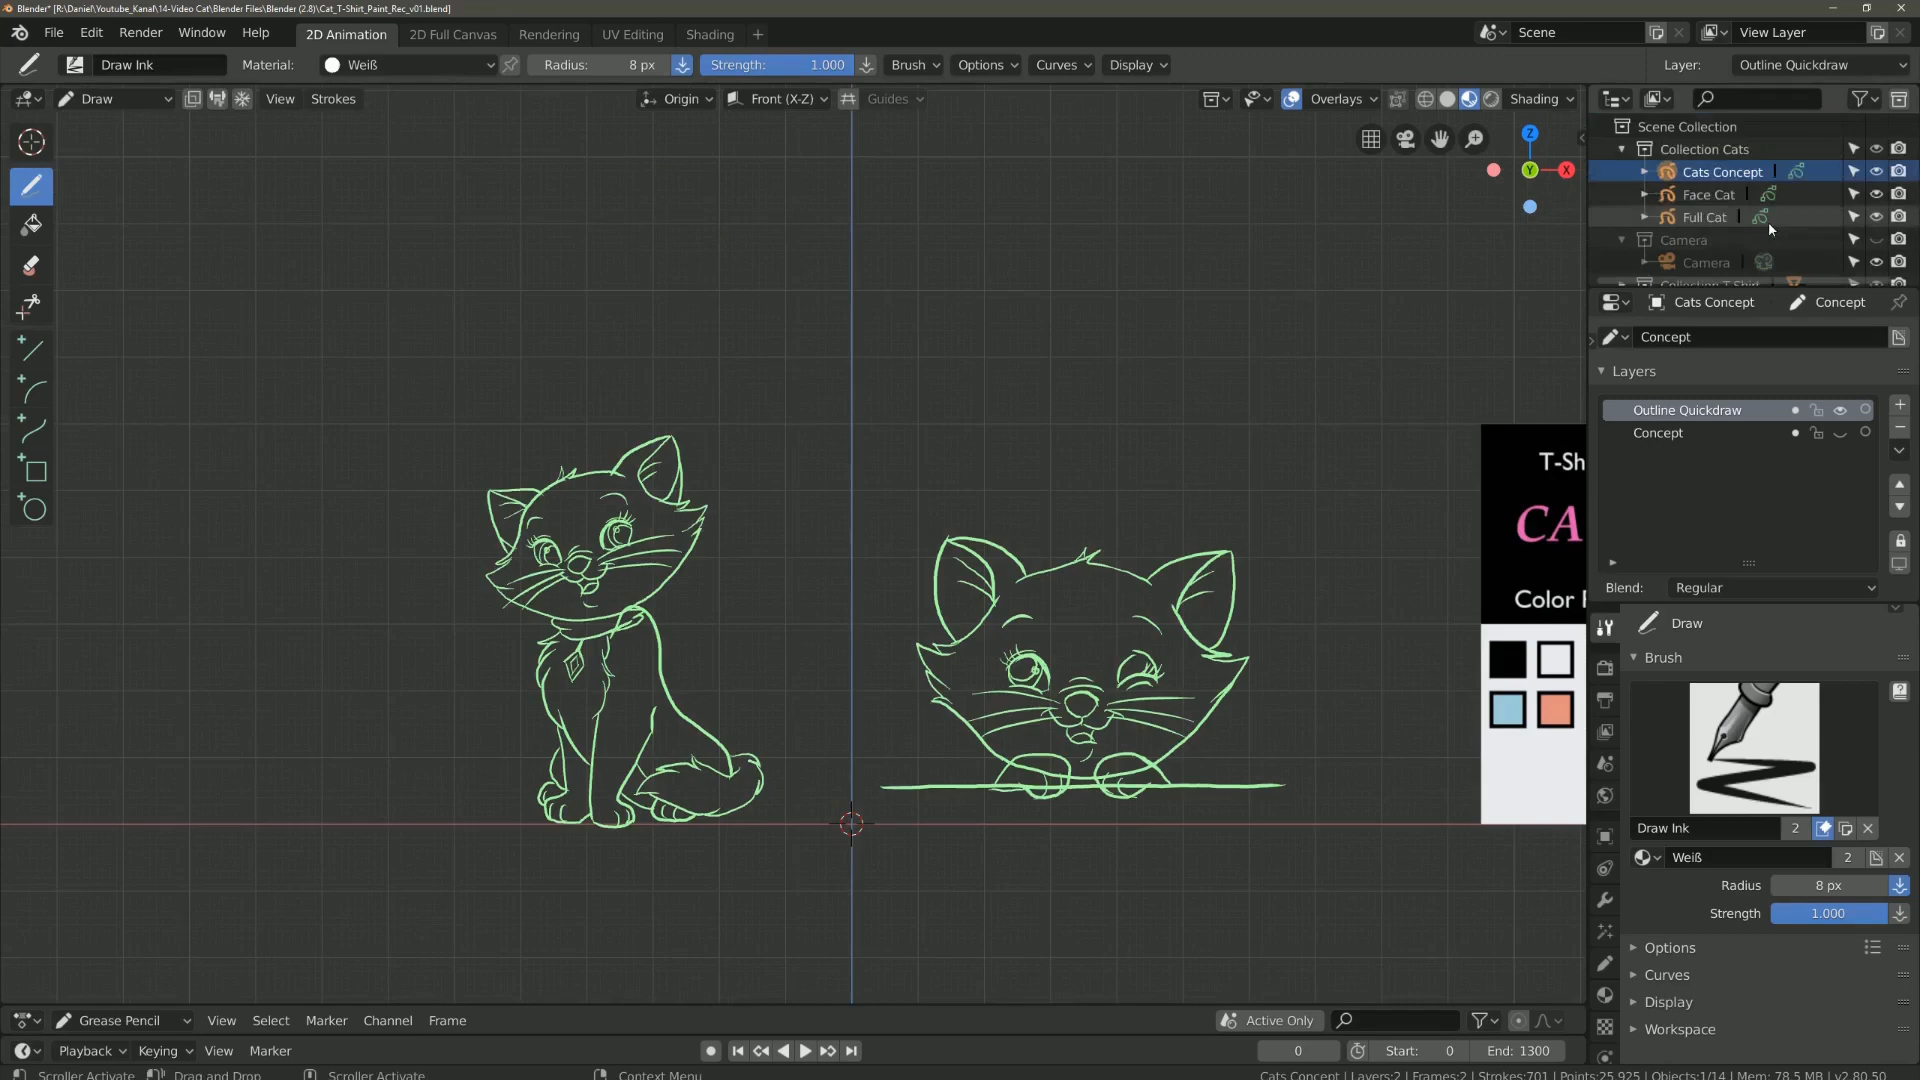 Blender* [R:\Daniel\Youtube_Kanal\14-Video Cat\Blender Files\Blender (2.8)\Cat_T-Shirt_Paint_Rec_v01.blend]
File Edit Render Window Help 2D Animation 2D Full Canvas Rendering UV Editing Shading Scene View Layer
Draw Ink Material: Weiß Radius: 8 px Strength: 1.000 Brush Options Curves Display Layer: Outline Quickdraw
Draw View Strokes Origin Front (X-Z) Guides Overlays Shading
Scene Collection
Collection Cats
Cats Concept
Face Cat
Full Cat
Camera
Camera
Collection T-Shirt
Z
Y
X
Cats Concept Concept
Concept
Layers
Outline Quickdraw
Concept
Blend: Regular
T-Sh
CA
Color
Draw
Brush
Draw Ink 2
Weiß 2
Radius 8 px
Strength 1.000
Options
Curves
Display
Workspace
Grease Pencil View Select Marker Channel Frame Active Only
Playback Keying View Marker 0 Start: 0 End: 1300
Scroller Activate Drag and Drop Scroller Activate Context Menu Cats Concept | Layers:2 | Frames:2 | Strokes:701 | Points:25,925 | Objects:1/14 | Mem: 78.5 MB | v2.80.50